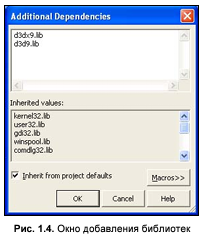 Additional Dependencies
d3dx9.lib
d3d9.lib
Inherited values:
kernel32.lib
user32.lib
gdi32.lib
winspool.lib
comdlg32.lib
Inherit from project defaults
Macros>>
OK Cancel Help
Рис. 1.4. Окно добавления библиотек